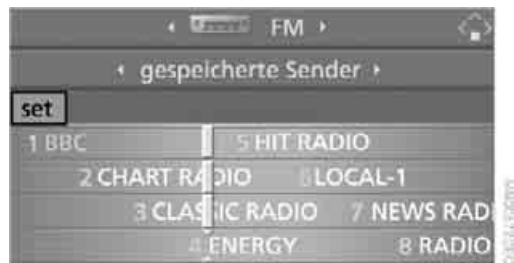 FM
gespeicherte Sender
set
1 BBC 5 HIT RADIO
2 CHART RADIO 6 LOCAL-1
3 CLASSIC RADIO 7 NEWS RAD
4 ENERGY 8 RADIO